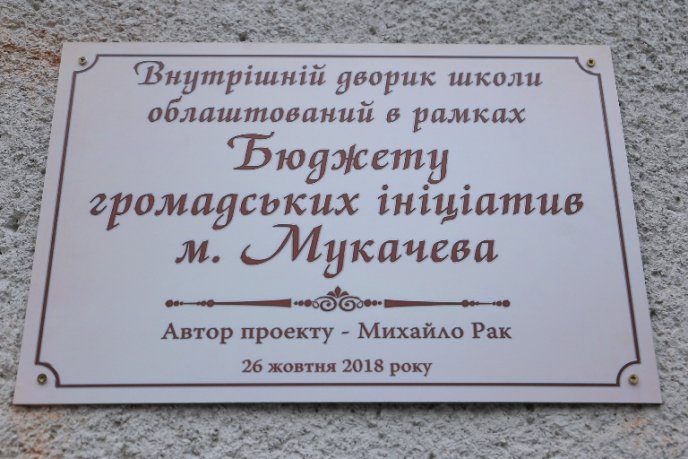 Внутрішній дворик школи
облаштований в рамках
Бюджету
громадських ініціатив
м. Мукачева
Автор проекту - Михайло Рак
26 жовтня 2018 року